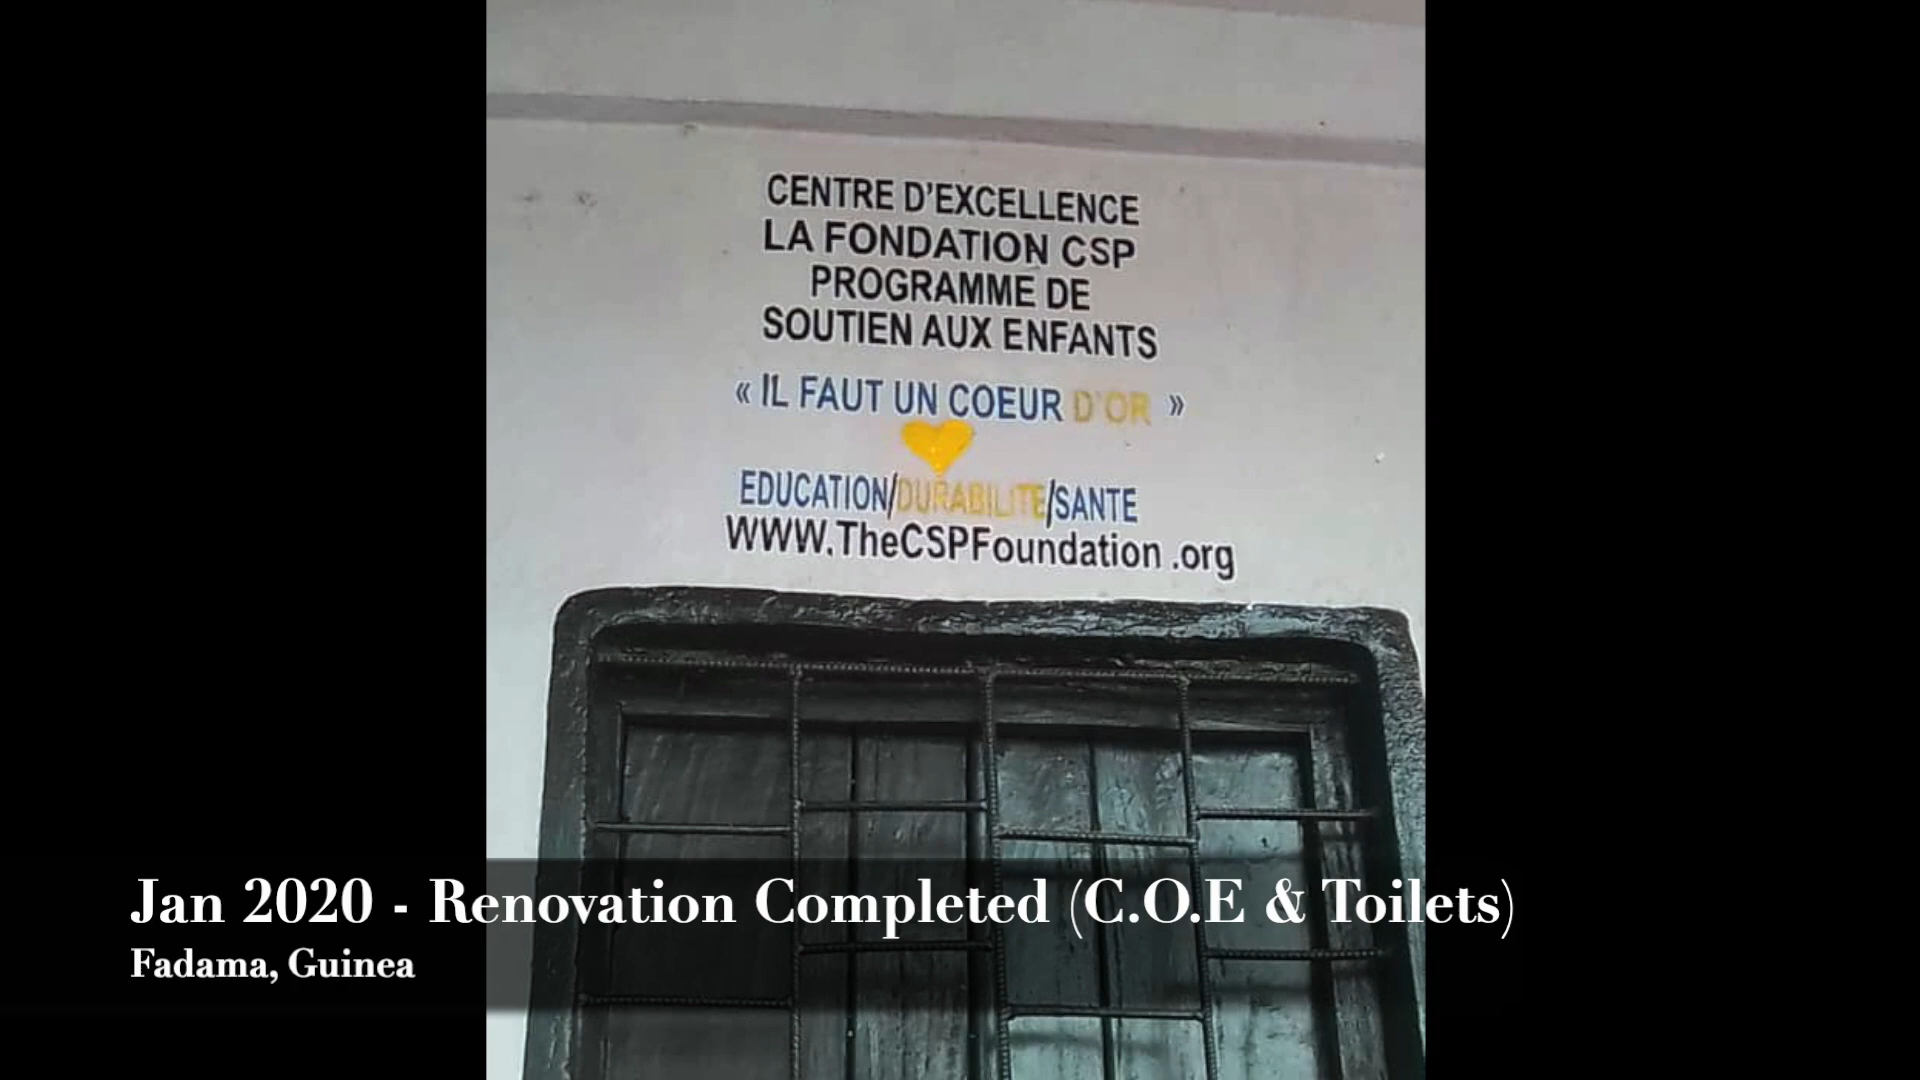 CENTRE D'EXCELLENCE
LA FONDATION CSP
PROGRAMME DE
SOUTIEN AUX ENFANTS
« IL FAUT UN COEUR D'OR »
EDUCATION/DURABILITE/SANTE
WWW.TheCSPFoundation .org
Jan 2020 - Renovation Completed (C.O.E & Toilets)
Fadama, Guinea